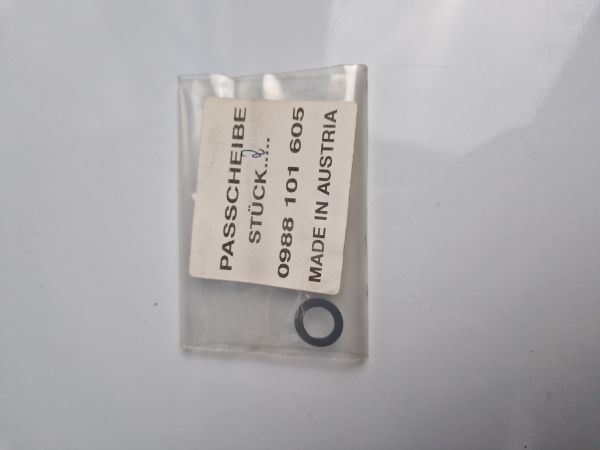 PASSCHEIBE
STÜCK..2...
0988 101 605
MADE IN AUSTRIA